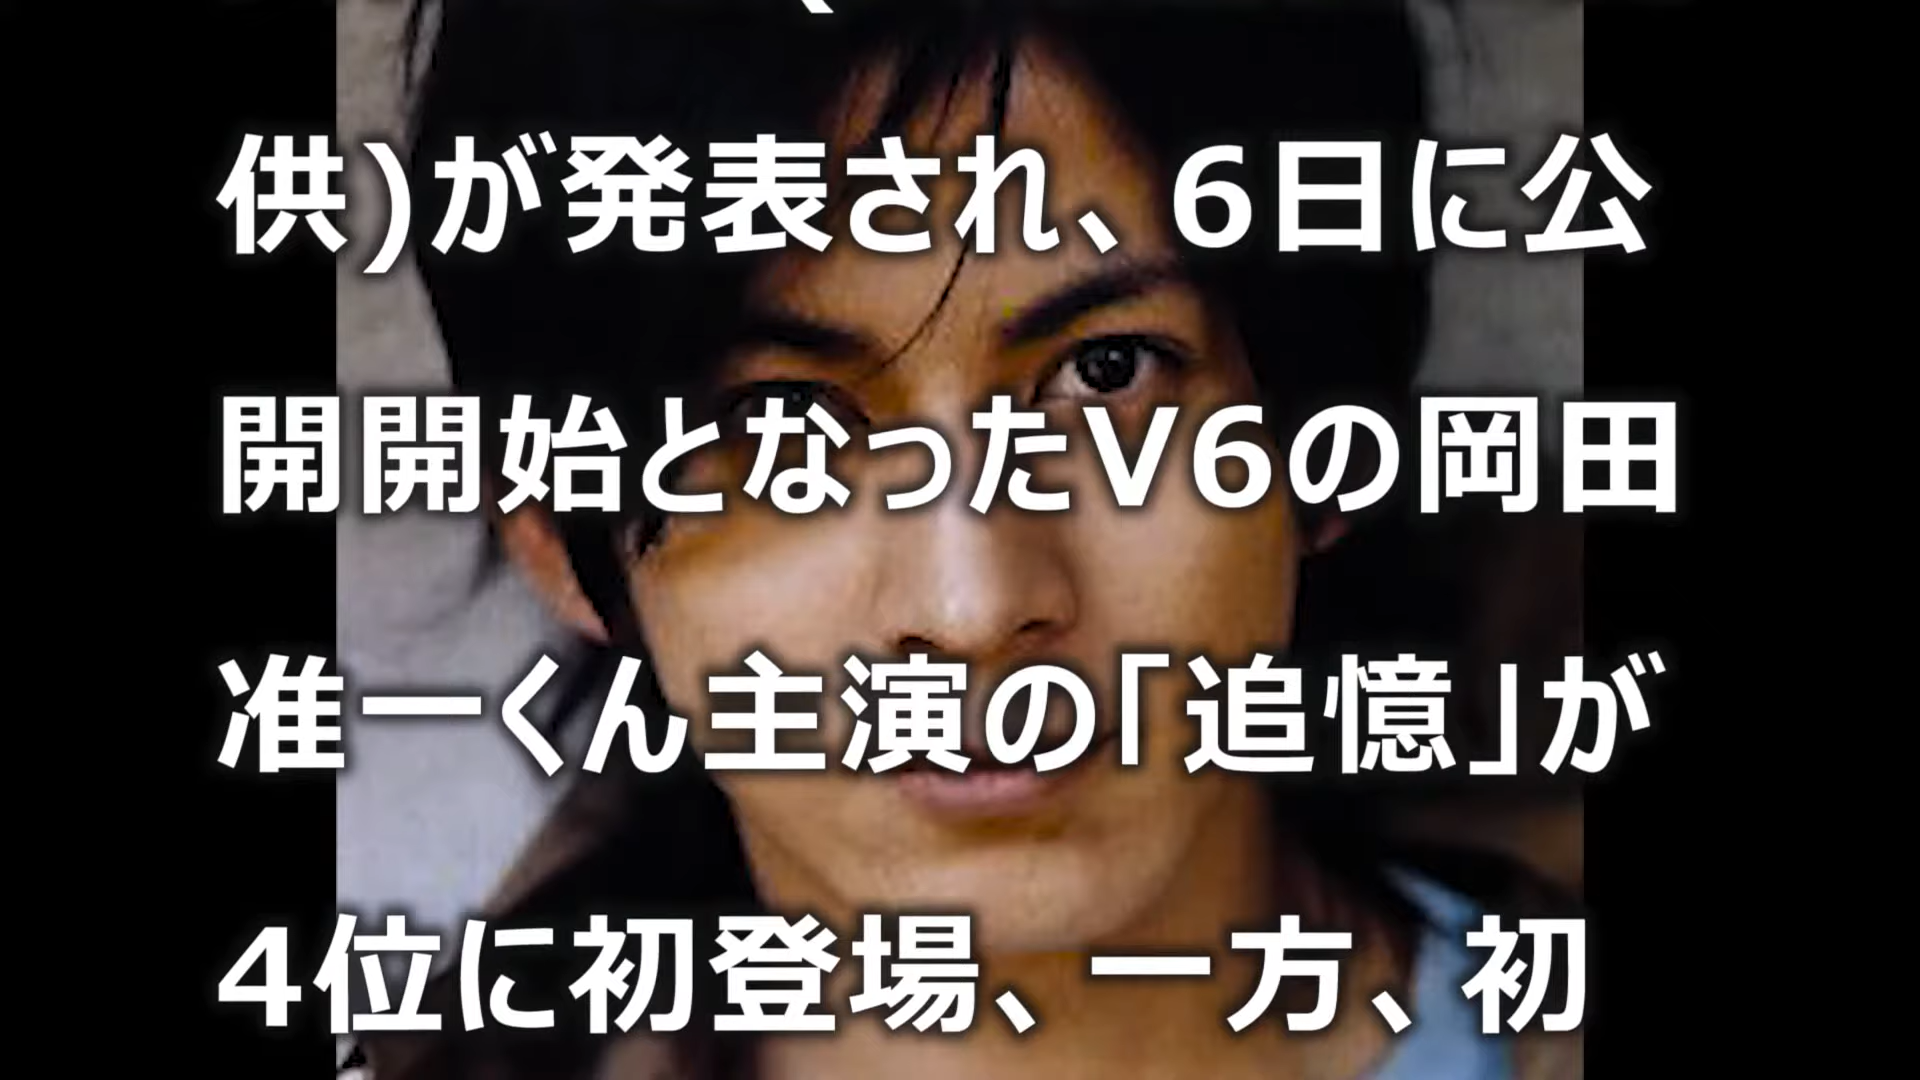 供)が発表され、6日に公
開開始となったV6の岡田
准一くん主演の「追憶」が
4位に初登場、一方、初